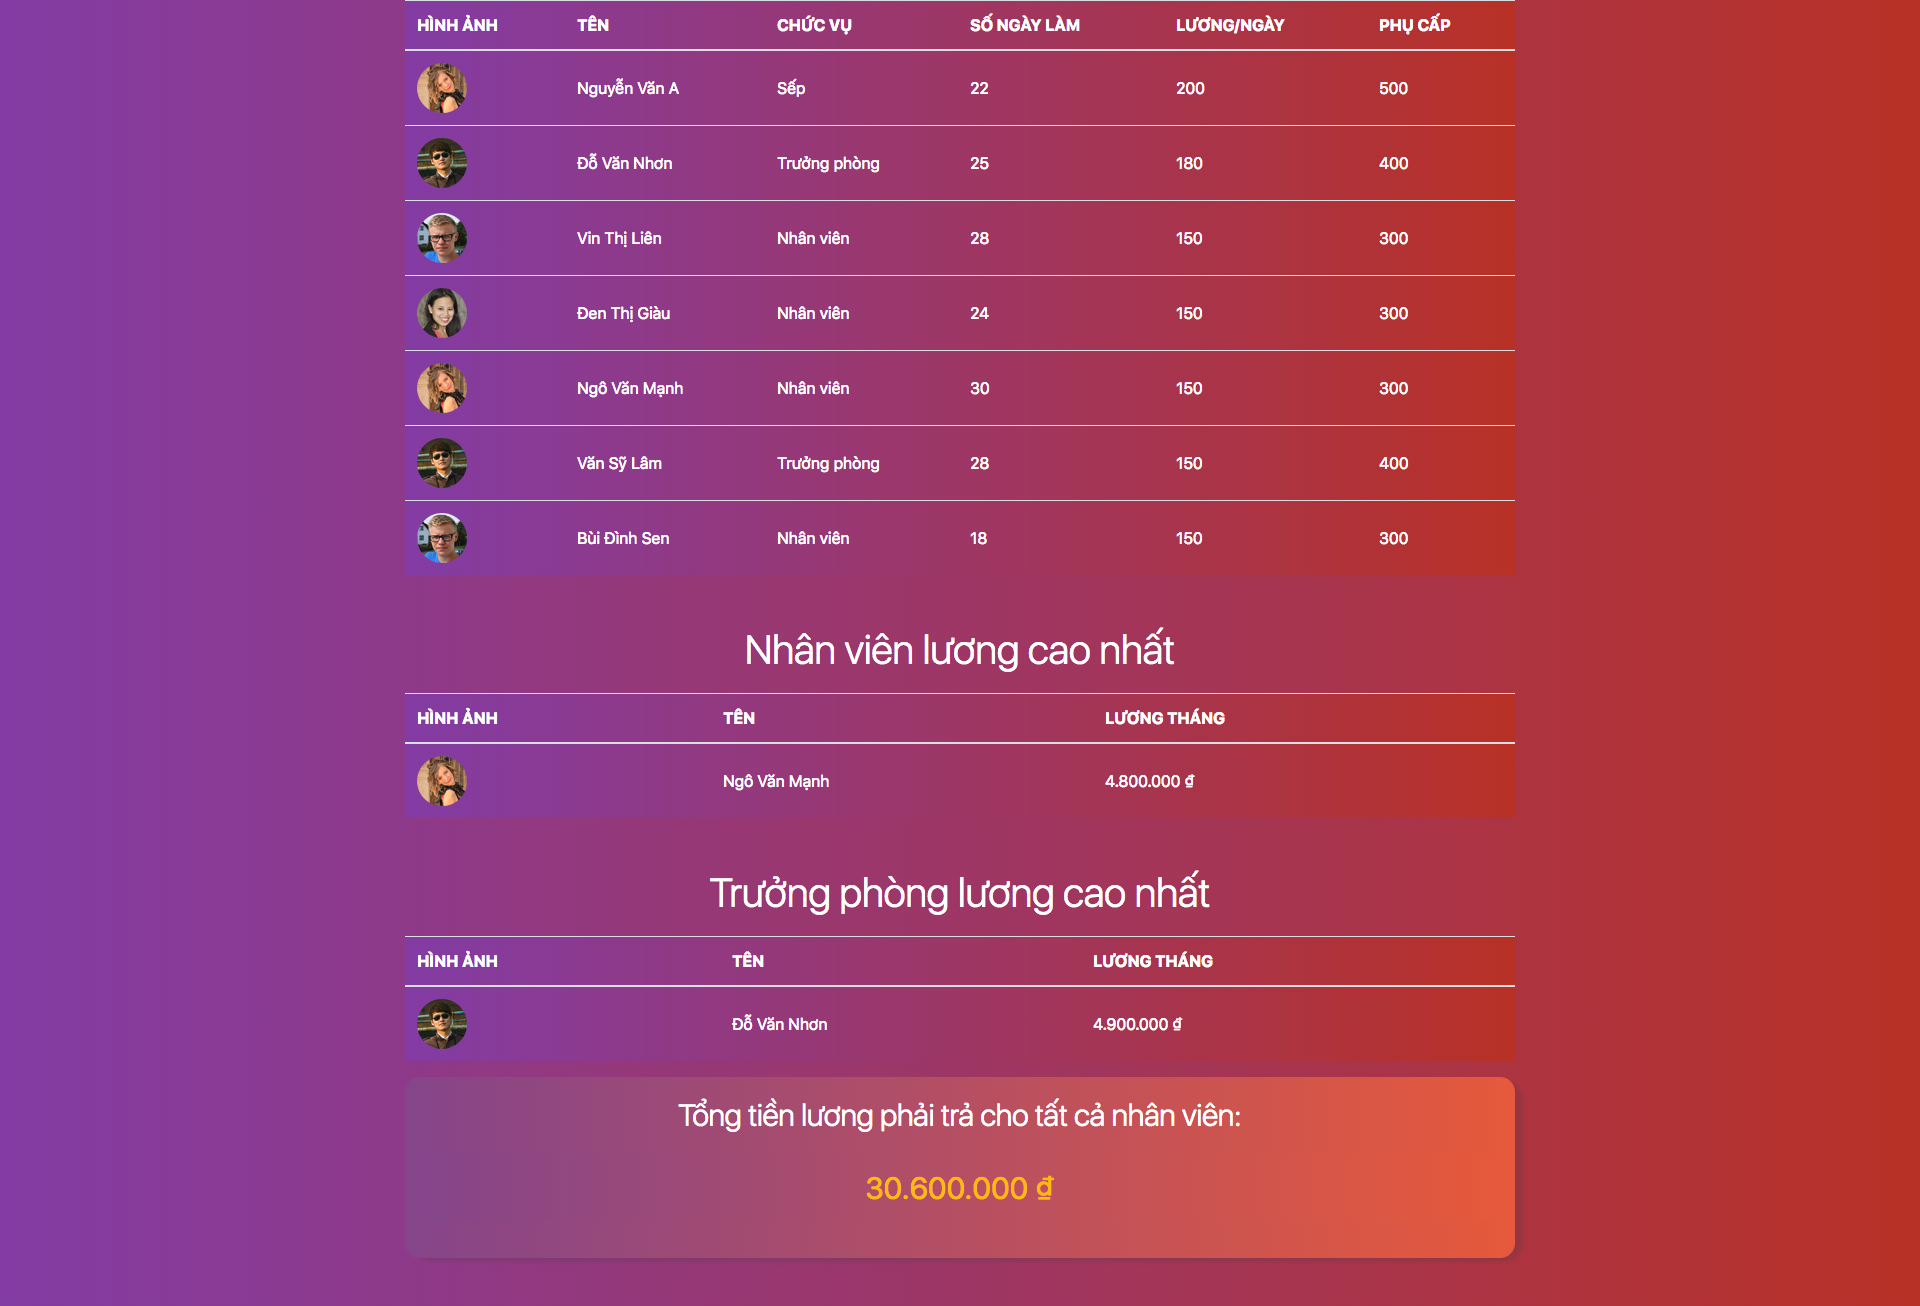 HÌNH ẢNH TÊN CHỨC VỤ SỐ NGÀY LÀM LƯƠNG/NGÀY PHỤ CẤP
Nguyễn Văn A Sếp 22 200 500
Đỗ Văn Nhơn Trưởng phòng 25 180 400
Vin Thị Liên Nhân viên 28 150 300
Đen Thị Giàu Nhân viên 24 150 300
Ngô Văn Mạnh Nhân viên 30 150 300
Văn Sỹ Lâm Trưởng phòng 28 150 400
Bùi Đình Sen Nhân viên 18 150 300
Nhân viên lương cao nhất
HÌNH ẢNH TÊN LƯƠNG THÁNG
Ngô Văn Mạnh 4.800.000 ₫
Trưởng phòng lương cao nhất
HÌNH ẢNH TÊN LƯƠNG THÁNG
Đỗ Văn Nhơn 4.900.000 ₫
Tổng tiền lương phải trả cho tất cả nhân viên:
30.600.000 ₫